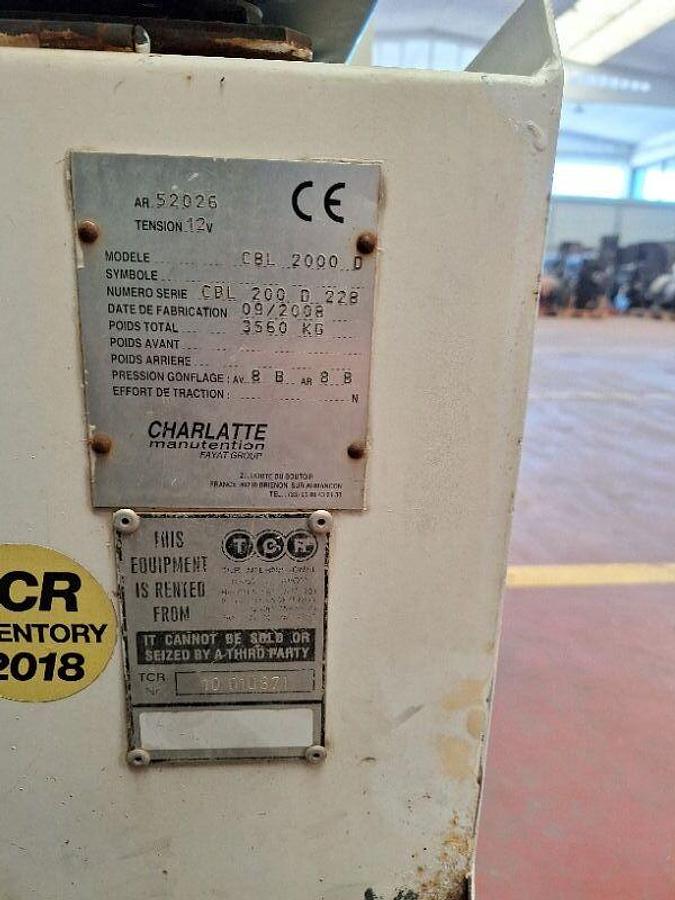 AR. 52026
CE
TENSION. 12V
MODELE CBL 2000 D
SYMBOLE
NUMERO SERIE CBL 200 D 228
DATE DE FABRICATION 09/2008
POIDS TOTAL 3560 KG
POIDS AVANT
POIDS ARRIERE
PRESSION GONFLAGE : AV. 8 B AR 8 B
EFFORT DE TRACTION : N
CHARLATTE
manutention
FAYAT GROUP
THIS
EQUIPMENT
IS RENTED
FROM
TCR
IT CANNOT BE SOLD OR
SEIZED BY A THIRD PARTY
TCR
Nr.
CR
ENTORY
2018